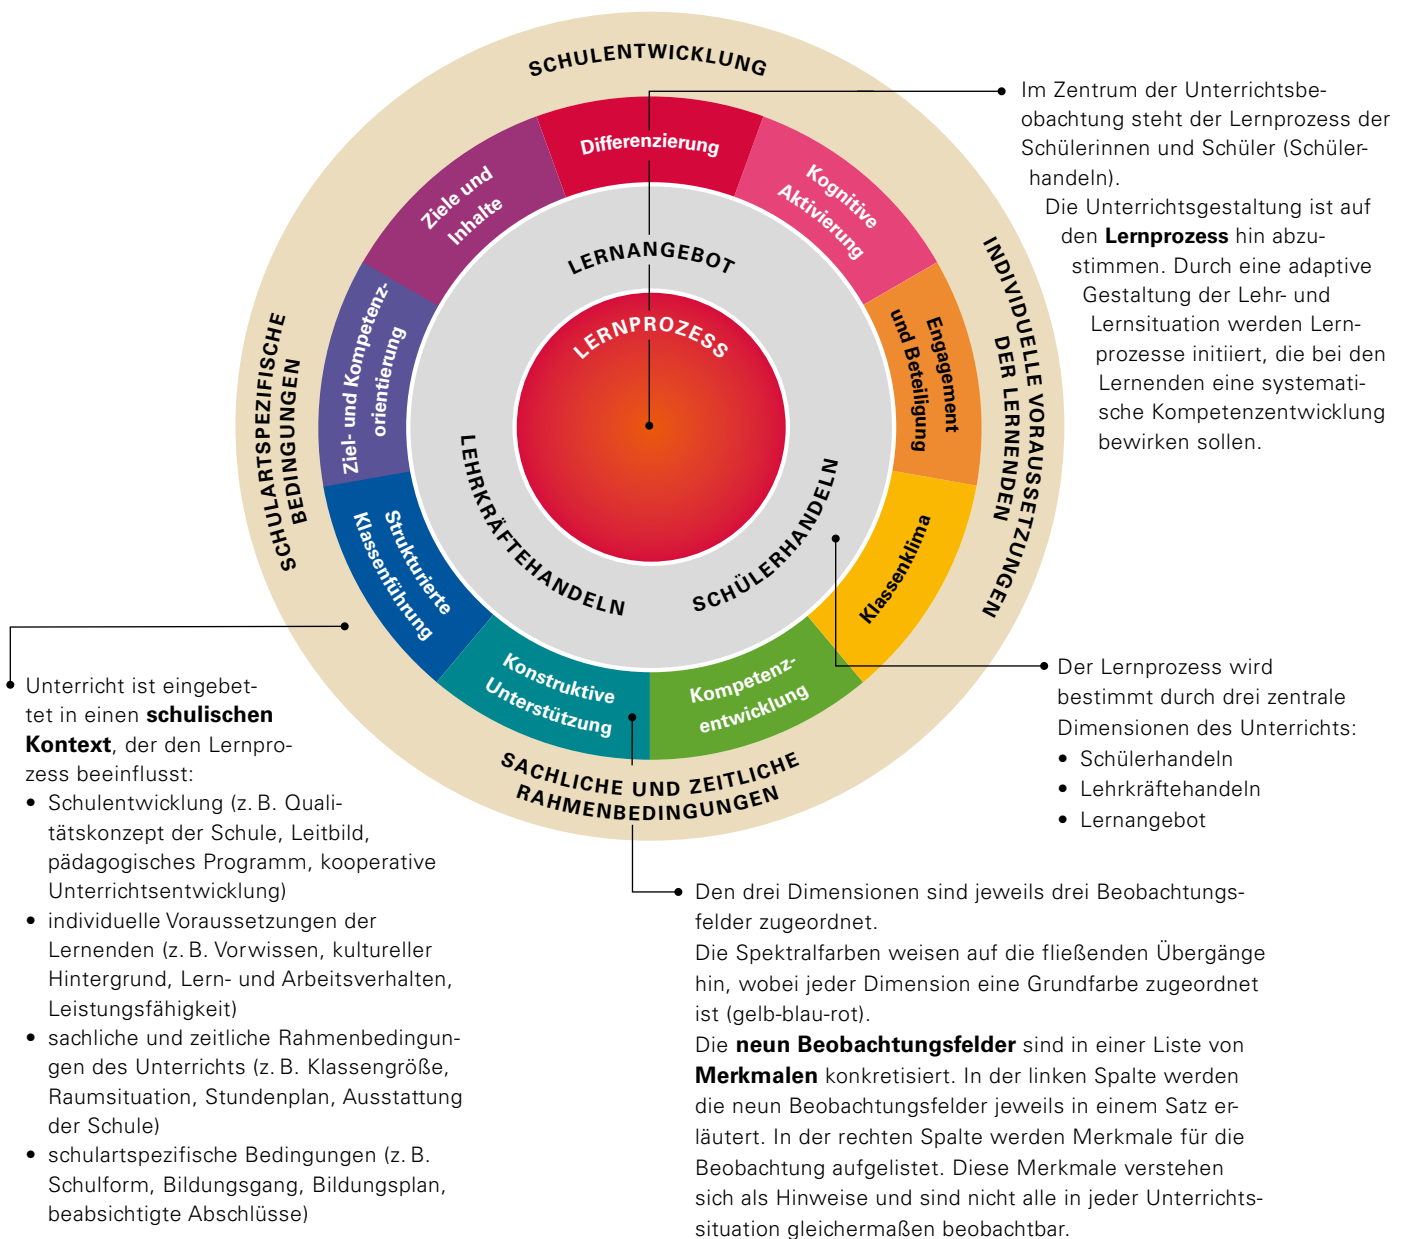 SCHULENTWICKLUNG
INDIVIDUELLE VORAUSSETZUNGEN
DER LERNENDEN
SACHLICHE UND ZEITLICHE
RAHMENBEDINGUNGEN
SCHULARTSPEZIFISCHE
BEDINGUNGEN
Differenzierung
Kognitive
Aktivierung
Engagement
und Beteiligung
Klassenklima
Kompetenz-
entwicklung
Konstruktive
Unterstützung
Strukturierte
Klassenführung
Ziel- und Kompetenz-
orientierung
Ziele und
Inhalte
LERNANGEBOT
SCHÜLERHANDELN
LEHRKRÄFTEHANDELN
LERNPROZESS
Im Zentrum der Unterrichtsbe-
obachtung steht der Lernprozess der
Schülerinnen und Schüler (Schüler-
handeln).
Die Unterrichtsgestaltung ist auf
den Lernprozess hin abzu-
stimmen. Durch eine adaptive
Gestaltung der Lehr- und
Lernsituation werden Lern-
prozesse initiiert, die bei den
Lernenden eine systemati-
sche Kompetenzentwicklung
bewirken sollen.
Der Lernprozess wird
bestimmt durch drei zentrale
Dimensionen des Unterrichts:
• Schülerhandeln
• Lehrkräftehandeln
• Lernangebot
Unterricht ist eingebet-
tet in einen schulischen
Kontext, der den Lernpro-
zess beeinflusst:
• Schulentwicklung (z. B. Quali-
tätskonzept der Schule, Leitbild,
pädagogisches Programm, kooperative
Unterrichtsentwicklung)
• individuelle Voraussetzungen der
Lernenden (z. B. Vorwissen, kultureller
Hintergrund, Lern- und Arbeitsverhalten,
Leistungsfähigkeit)
• sachliche und zeitliche Rahmenbedingun-
gen des Unterrichts (z. B. Klassengröße,
Raumsituation, Stundenplan, Ausstattung
der Schule)
• schulartspezifische Bedingungen (z. B.
Schulform, Bildungsgang, Bildungsplan,
beabsichtigte Abschlüsse)
Den drei Dimensionen sind jeweils drei Beobachtungs-
felder zugeordnet.
Die Spektralfarben weisen auf die fließenden Übergänge
hin, wobei jeder Dimension eine Grundfarbe zugeordnet
ist (gelb-blau-rot).
Die neun Beobachtungsfelder sind in einer Liste von
Merkmalen konkretisiert. In der linken Spalte werden
die neun Beobachtungsfelder jeweils in einem Satz er-
läutert. In der rechten Spalte werden Merkmale für die
Beobachtung aufgelistet. Diese Merkmale verstehen
sich als Hinweise und sind nicht alle in jeder Unterrichts-
situation gleichermaßen beobachtbar.